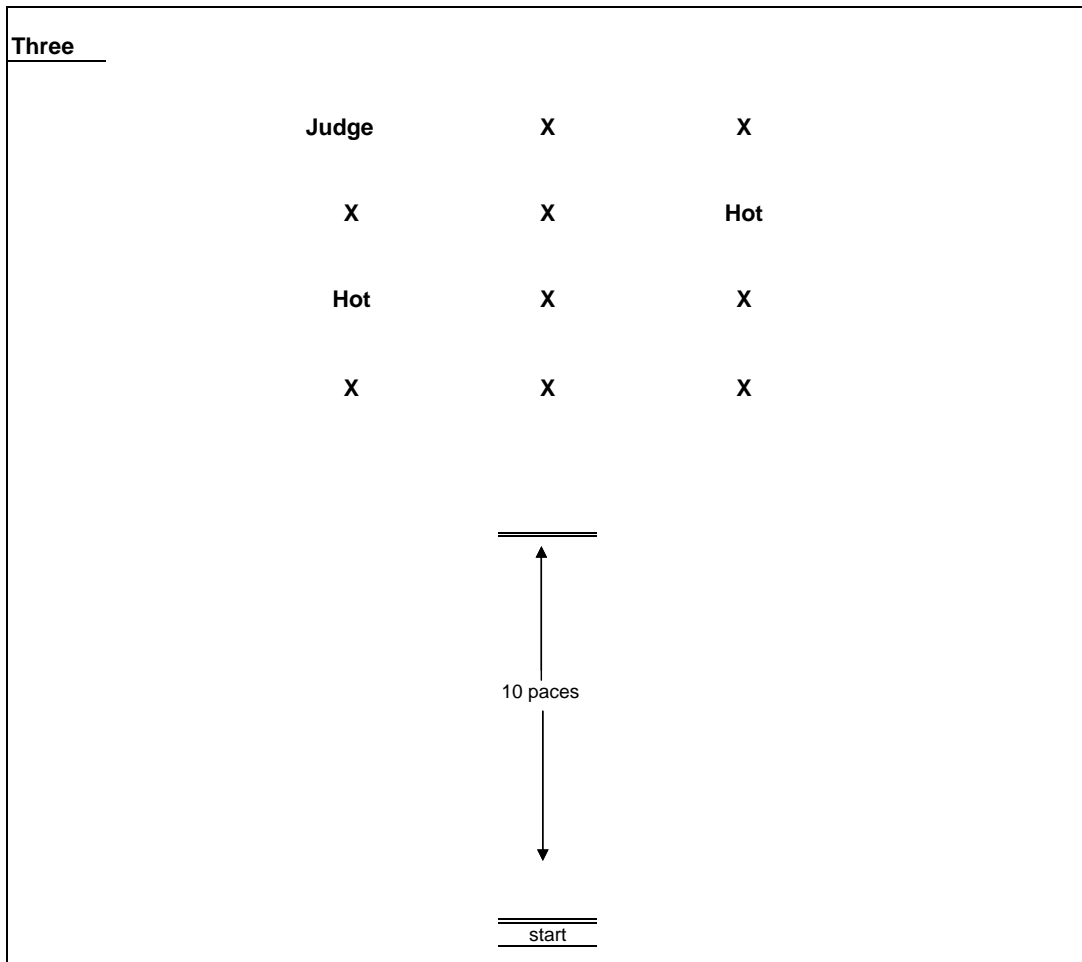 Three
Judge X X
X X Hot
Hot X X
X X X
10 paces
start